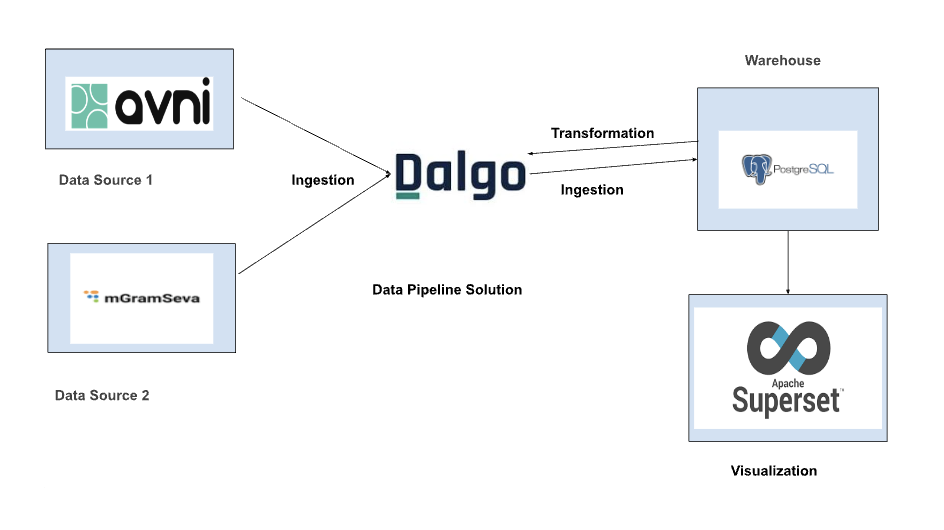 Warehouse
avni
Data Source 1
Ingestion
Dalgo
Transformation
Ingestion
PostgreSQL
mGramSeva
Data Source 2
Data Pipeline Solution
Apache
Superset™
Visualization